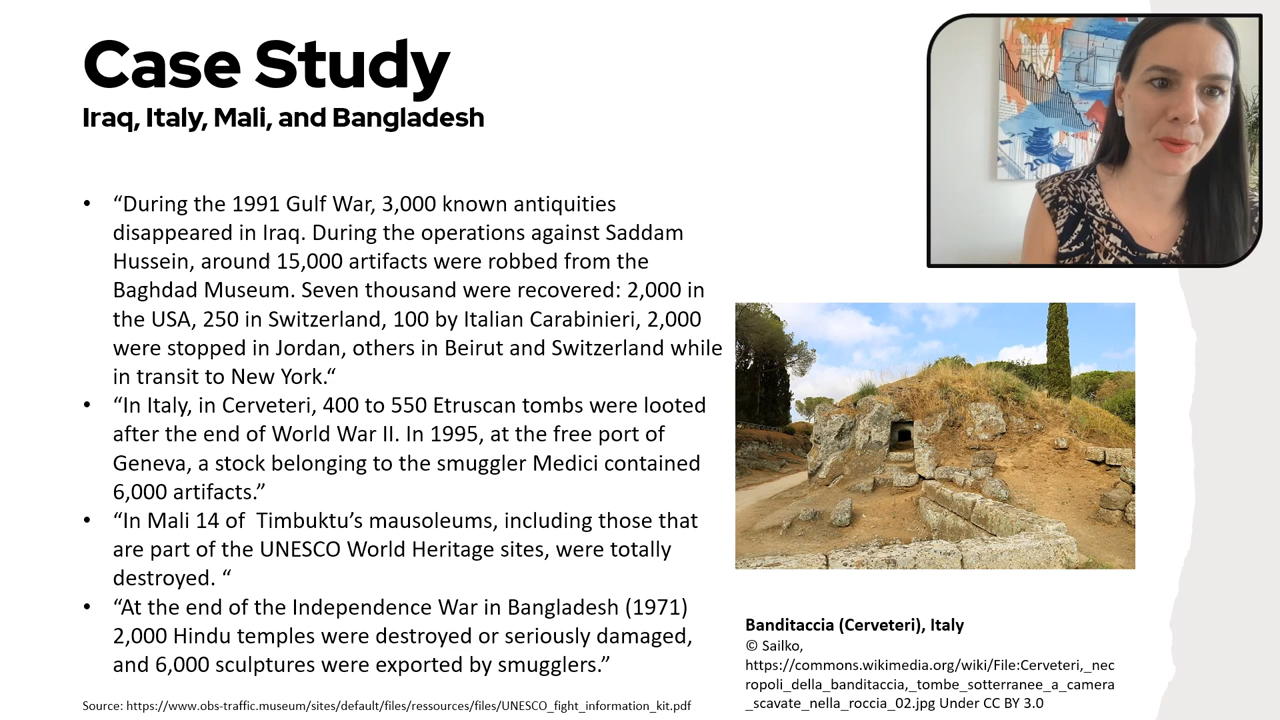 Case Study
Iraq, Italy, Mali, and Bangladesh
• “During the 1991 Gulf War, 3,000 known antiquities
disappeared in Iraq. During the operations against Saddam
Hussein, around 15,000 artifacts were robbed from the
Baghdad Museum. Seven thousand were recovered: 2,000 in
the USA, 250 in Switzerland, 100 by Italian Carabinieri, 2,000
were stopped in Jordan, others in Beirut and Switzerland while
in transit to New York.“
• “In Italy, in Cerveteri, 400 to 550 Etruscan tombs were looted
after the end of World War II. In 1995, at the free port of
Geneva, a stock belonging to the smuggler Medici contained
6,000 artifacts.”
• “In Mali 14 of  Timbuktu’s mausoleums, including those that
are part of the UNESCO World Heritage sites, were totally
destroyed. “
• “At the end of the Independence War in Bangladesh (1971)
2,000 Hindu temples were destroyed or seriously damaged,
and 6,000 sculptures were exported by smugglers.”
Source: https://www.obs-traffic.museum/sites/default/files/ressources/files/UNESCO_fight_information_kit.pdf
20
Banditaccia (Cerveteri), Italy
© Sailko,
https://commons.wikimedia.org/wiki/File:Cerveteri,_nec
ropoli_della_banditaccia,_tombe_sotterranee_a_camera
_scavate_nella_roccia_02.jpg Under CC BY 3.0